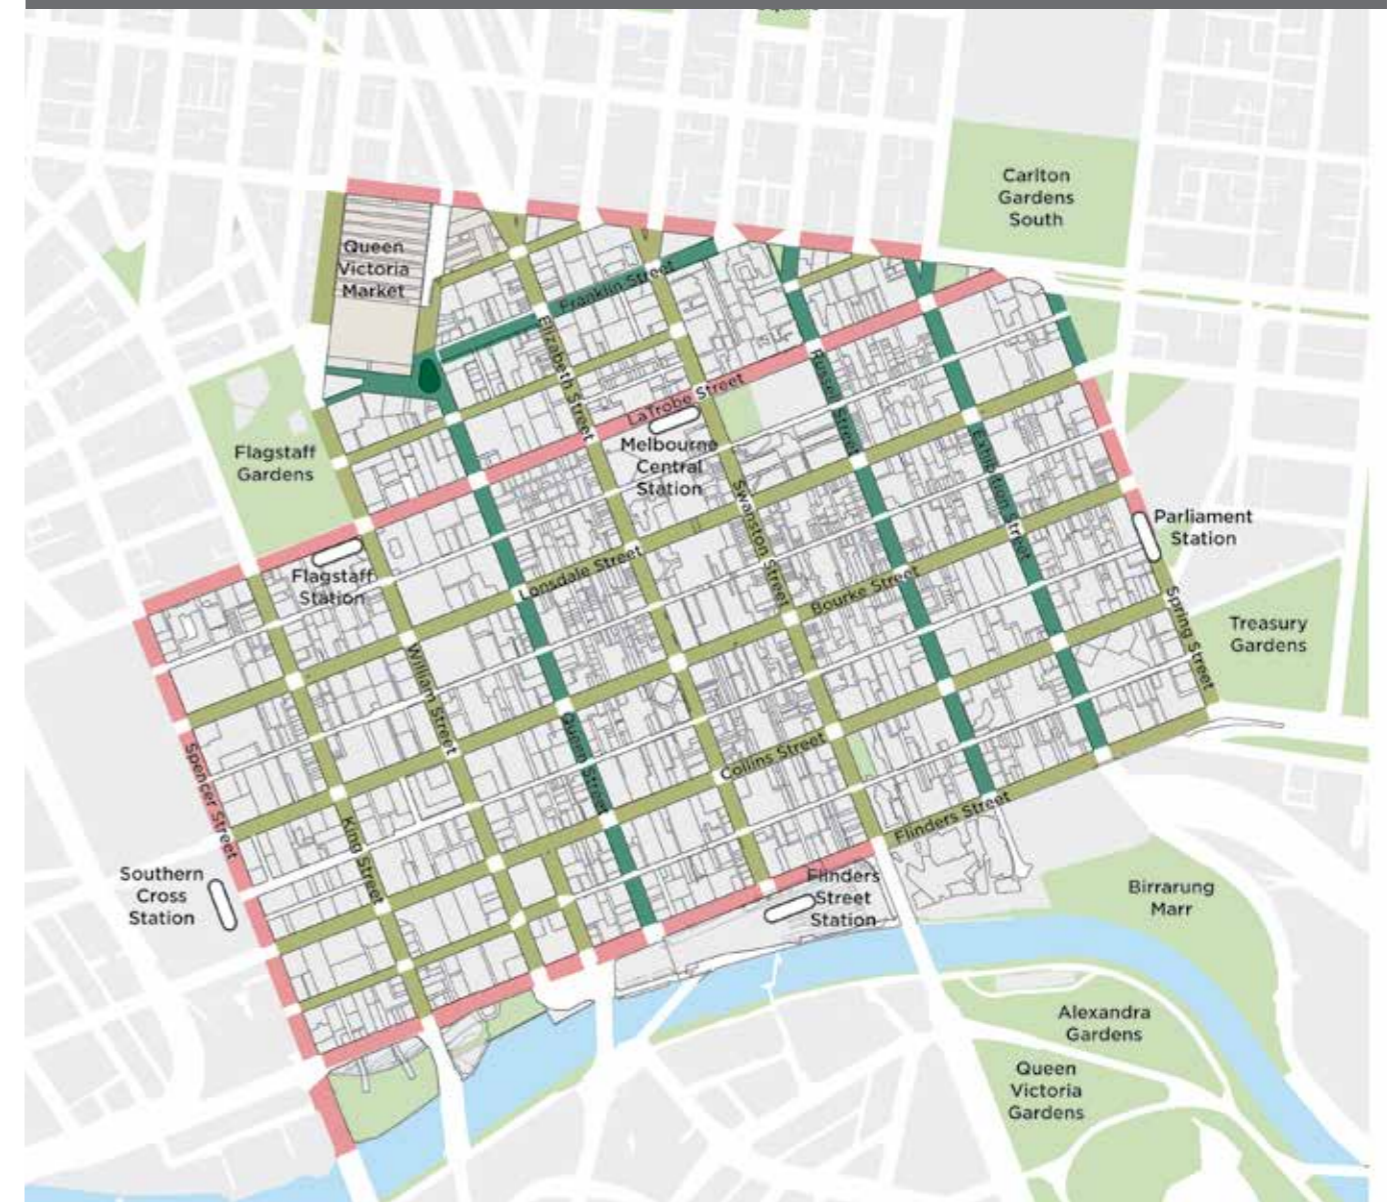 Carlton
Gardens
South
Queen
Victoria
Market
Franklin Street
Elizabeth Street
Russell Street
LaTrobe Street
Melbourne
Central
Station
Flagstaff
Gardens
Exhibition Street
Swanston Street
Parliament
Station
Flagstaff
Station
Lonsdale Street
Bourke Street
Spring Street
Treasury
Gardens
William Street
Queen Street
Collins Street
Spencer Street
King Street
Flinders Street
Southern
Cross
Station
Flinders
Street
Station
Birrarung
Marr
Alexandra
Gardens
Queen
Victoria
Gardens